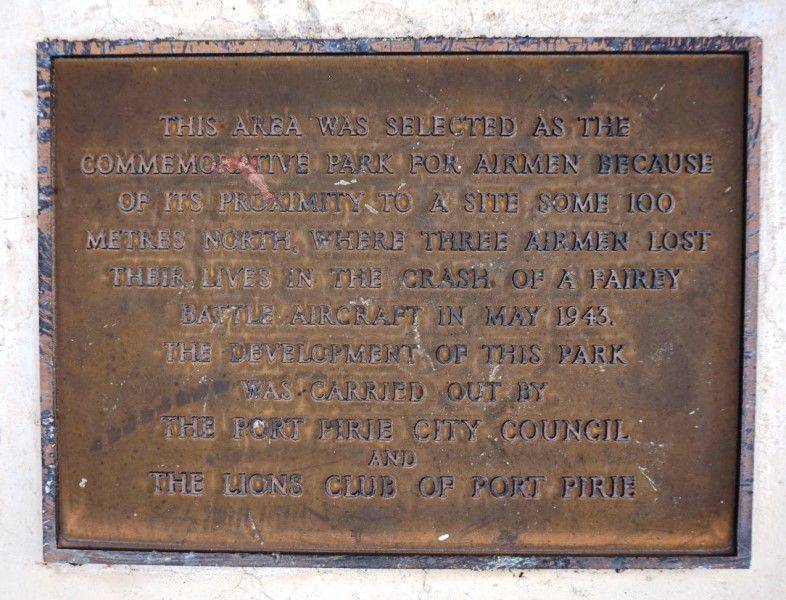 THIS AREA WAS SELECTED AS THE
COMMEMORATIVE PARK FOR AIRMEN BECAUSE
OF ITS PROXIMITY TO A SITE SOME 100
METRES NORTH, WHERE THREE AIRMEN LOST
THEIR LIVES IN THE CRASH OF A FAIREY
BATTLE AIRCRAFT IN MAY 1943.
THE DEVELOPMENT OF THIS PARK
WAS CARRIED OUT BY
THE PORT PIRIE CITY COUNCIL
AND
THE LIONS CLUB OF PORT PIRIE